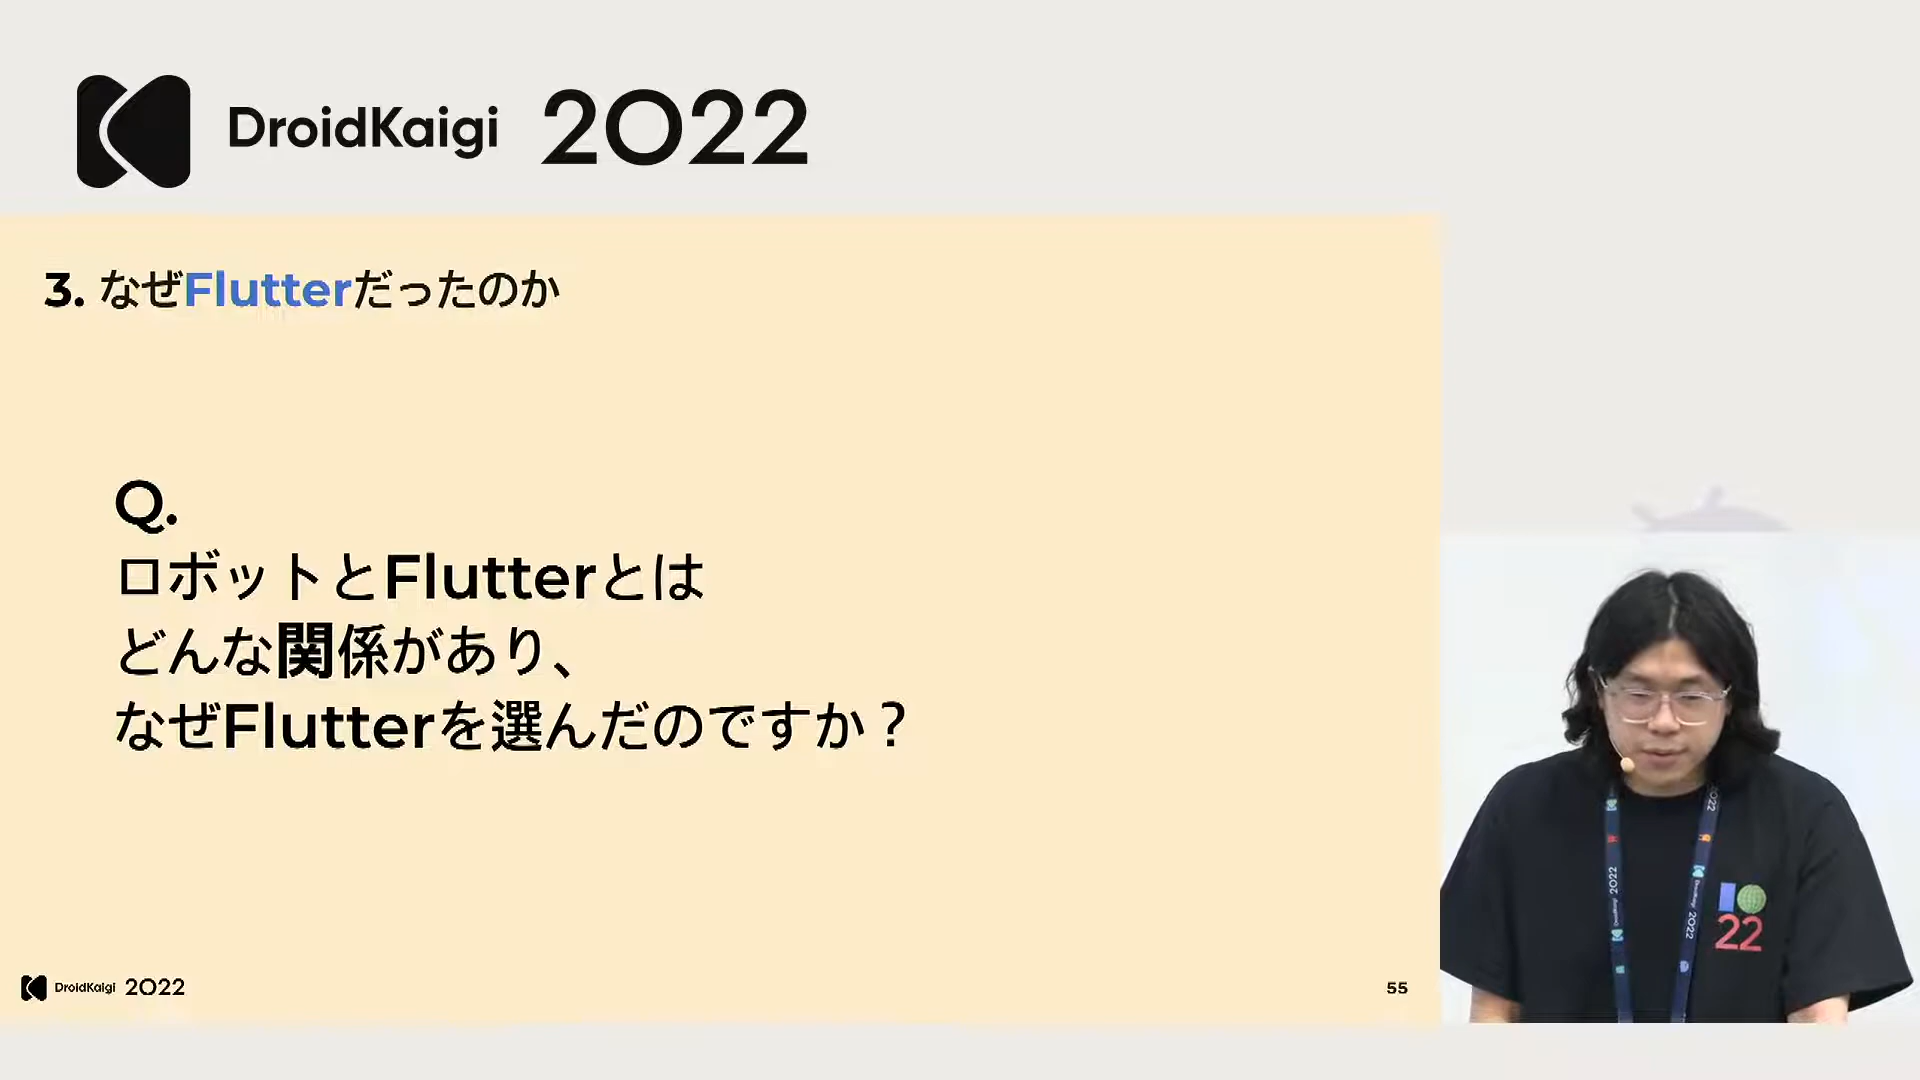 DroidKaigi 2022
3. なぜFlutterだったのか
Q.
ロボットとFlutterとは
どんな関係があり、
なぜFlutterを選んだのですか？
DroidKaigi 2022
55
2022
2022
2022
22